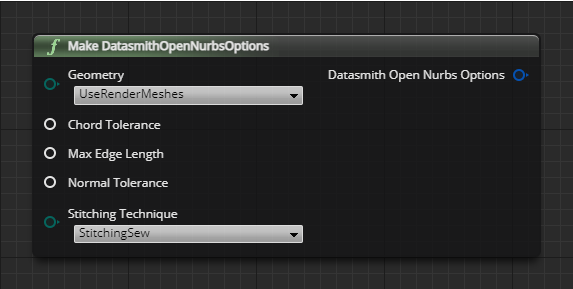 Make DatasmithOpenNurbsOptions
Geometry
Datasmith Open Nurbs Options
UseRenderMeshes
Chord Tolerance
Max Edge Length
Normal Tolerance
Stitching Technique
StitchingSew